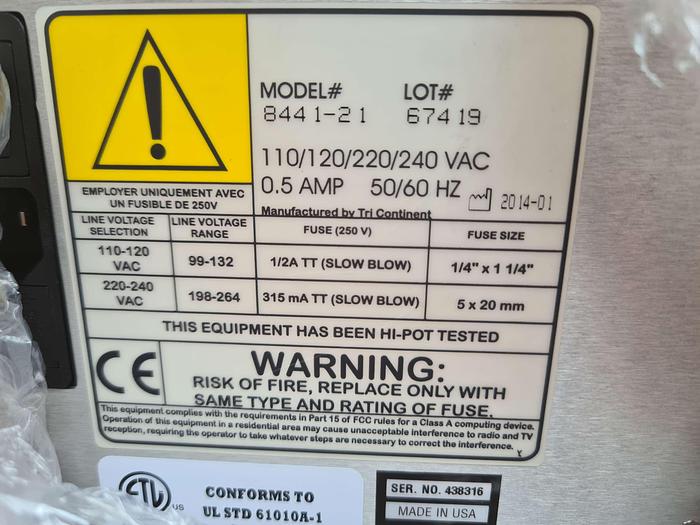 MODEL# LOT#
8441-21 67419
110/120/220/240 VAC
0.5 AMP 50/60 HZ 2014-01
Manufactured by Tri Continent
EMPLOYER UNIQUEMENT AVEC
UN FUSIBLE DE 250V
LINE VOLTAGE SELECTION LINE VOLTAGE RANGE FUSE (250 V) FUSE SIZE
110-120 VAC 99-132 1/2A TT (SLOW BLOW) 1/4" x 1 1/4"
220-240 VAC 198-264 315 mA TT (SLOW BLOW) 5 x 20 mm
THIS EQUIPMENT HAS BEEN HI-POT TESTED
CE
WARNING:
RISK OF FIRE, REPLACE ONLY WITH
SAME TYPE AND RATING OF FUSE.
This equipment complies with the requirements in Part 15 of FCC rules for a Class A computing device.
Operation of this equipment in a residential area may cause unacceptable interference to radio and TV
reception, requiring the operator to take whatever steps are necessary to correct the interference.
CTL US
CONFORMS TO
UL STD 61010A-1
SER. NO. 438316
MADE IN USA